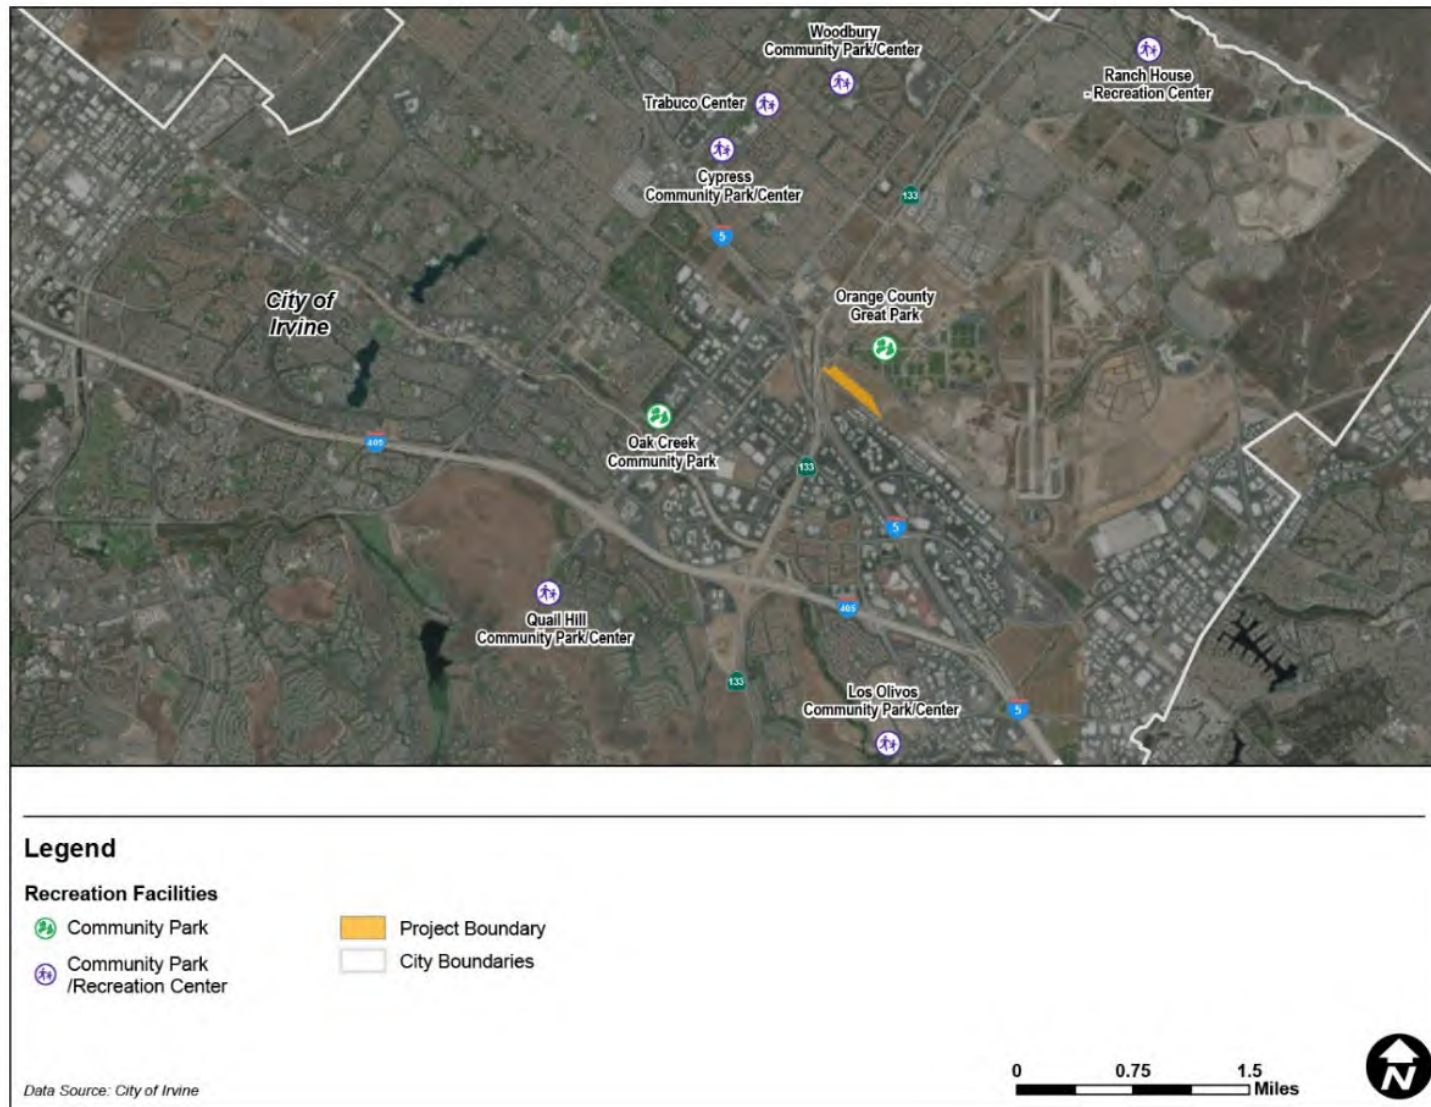 Woodbury
Community Park/Center
Ranch House
- Recreation Center
Trabuco Center
Cypress
Community Park/Center
133
5
City of
Irvine
Orange County
Great Park
Oak Creek
Community Park
405
133
5
Quail Hill
Community Park/Center
405
133
Los Olivos
Community Park/Center
5
Legend
Recreation Facilities
Community Park
Community Park
/Recreation Center
Project Boundary
City Boundaries
0 0.75 1.5
Miles
N
Data Source: City of Irvine